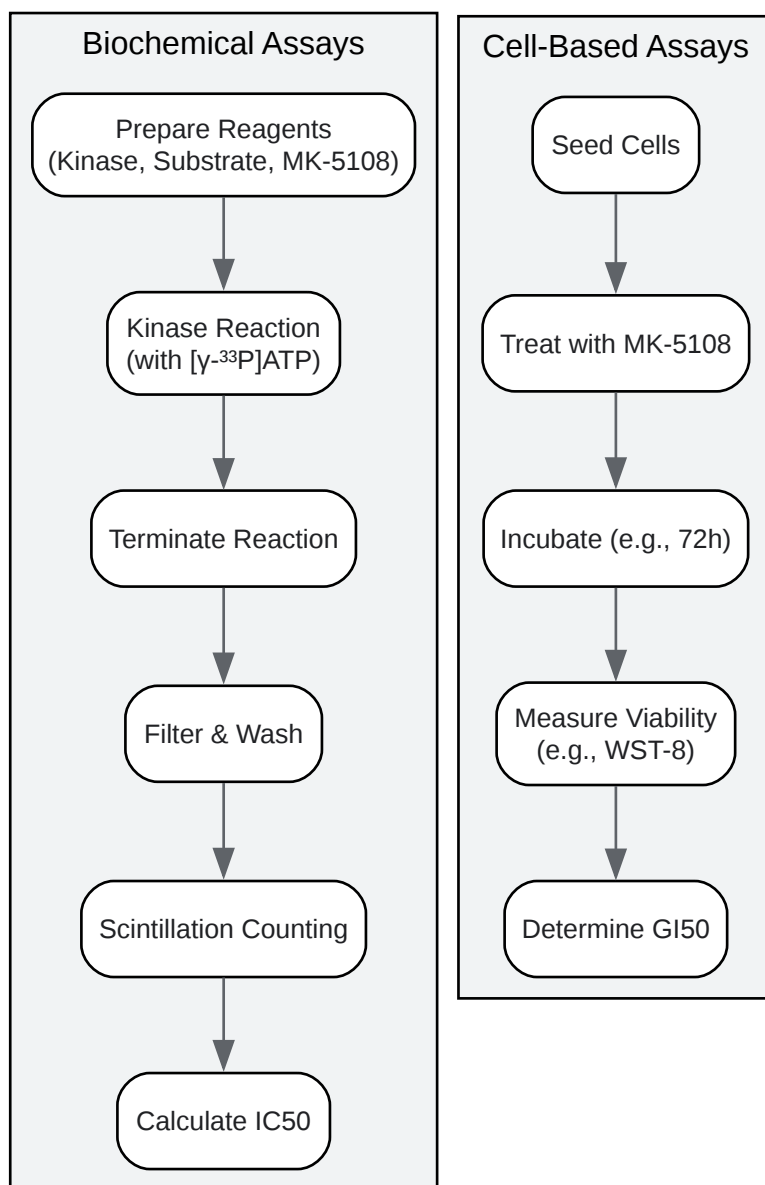 Biochemical Assays
Prepare Reagents
(Kinase, Substrate, MK-5108)
Kinase Reaction
(with [γ-³³P]ATP)
Terminate Reaction
Filter & Wash
Scintillation Counting
Calculate IC50
Cell-Based Assays
Seed Cells
Treat with MK-5108
Incubate (e.g., 72h)
Measure Viability
(e.g., WST-8)
Determine GI50